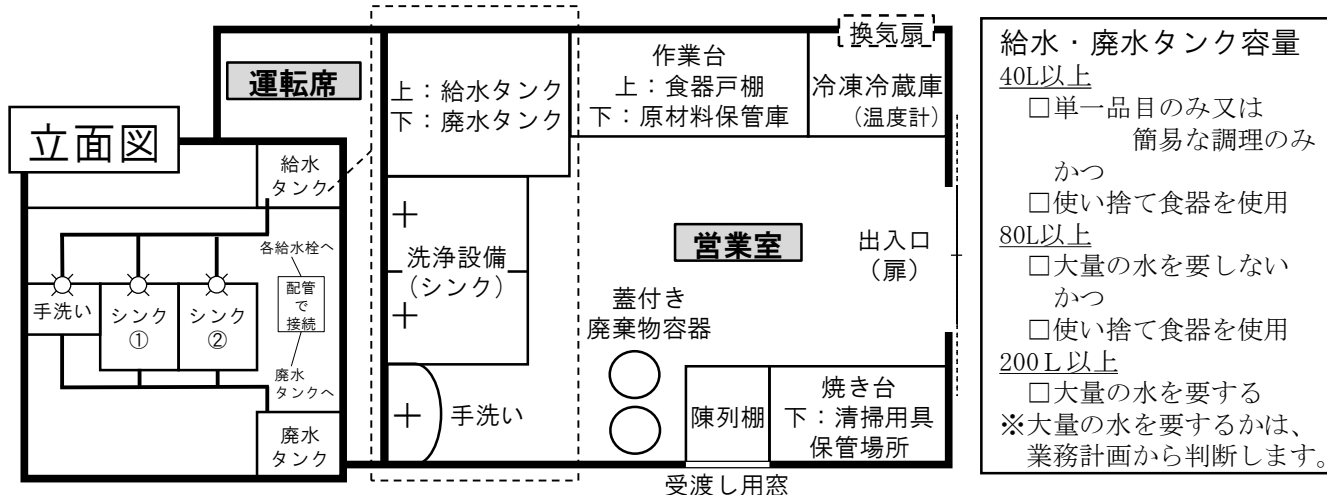 換気扇
運転席
上：給水タンク
下：廃水タンク
作業台
上：食器戸棚
下：原材料保管庫
冷凍冷蔵庫
（温度計）
立面図
給水
タンク
各給水栓へ
配管
で
接続
廃水
タンクへ
手洗い
シンク
①
シンク
②
廃水
タンク
洗浄設備
（シンク）
手洗い
営業室
出入口
（扉）
蓋付き
廃棄物容器
陳列棚
焼き台
下：清掃用具
保管場所
受渡し用窓
給水・廃水タンク容量
40L以上
□単一品目のみ又は
簡易な調理のみ
かつ
□使い捨て食器を使用
80L以上
□大量の水を要しない
かつ
□使い捨て食器を使用
200Ｌ以上
□大量の水を要する
※大量の水を要するかは、
業務計画から判断します。